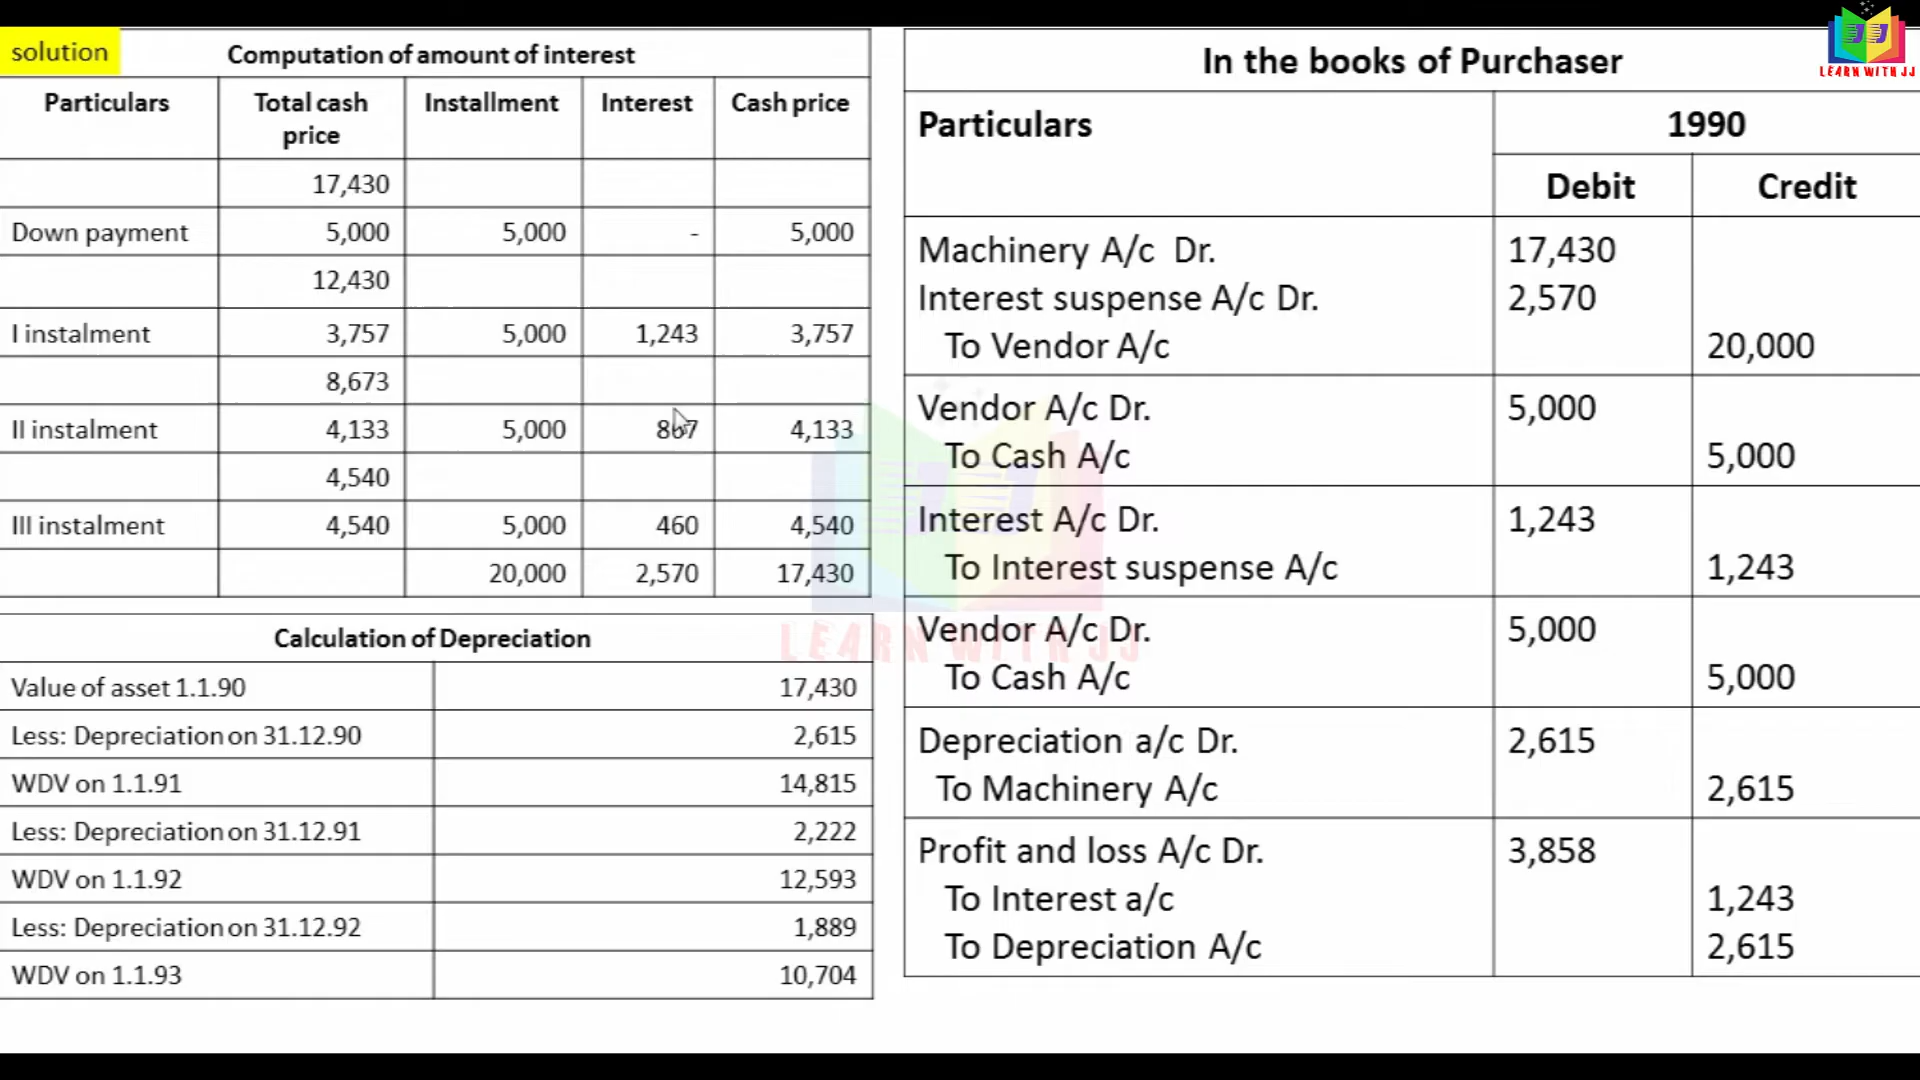 solution
Computation of amount of interest
Particulars Total cash price Installment Interest Cash price
17,430
Down payment 5,000 5,000 - 5,000
12,430
I instalment 3,757 5,000 1,243 3,757
8,673
II instalment 4,133 5,000 867 4,133
4,540
III instalment 4,540 5,000 460 4,540
20,000 2,570 17,430
Calculation of Depreciation
Value of asset 1.1.90 17,430
Less: Depreciation on 31.12.90 2,615
WDV on 1.1.91 14,815
Less: Depreciation on 31.12.91 2,222
WDV on 1.1.92 12,593
Less: Depreciation on 31.12.92 1,889
WDV on 1.1.93 10,704
In the books of Purchaser
Particulars 1990
Debit Credit
Machinery A/c Dr. 17,430
Interest suspense A/c Dr. 2,570
To Vendor A/c 20,000
Vendor A/c Dr. 5,000
To Cash A/c 5,000
Interest A/c Dr. 1,243
To Interest suspense A/c 1,243
Vendor A/c Dr. 5,000
To Cash A/c 5,000
Depreciation a/c Dr. 2,615
To Machinery A/c 2,615
Profit and loss A/c Dr. 3,858
To Interest a/c 1,243
To Depreciation A/c 2,615
JJ
LEARN WITH JJ
JJ
LEARN WITH JJ